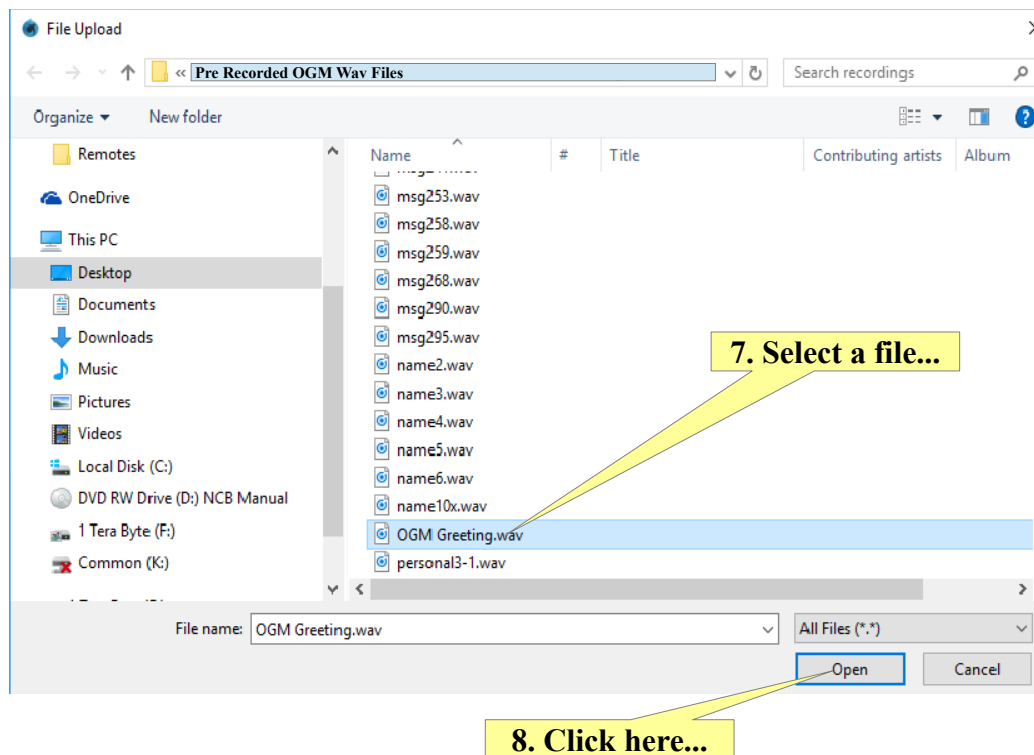 File Upload
« Pre Recorded OGM Wav Files
Search recordings
Organize
New folder
Name # Title Contributing artists Album
Remotes
OneDrive
This PC
Desktop
Documents
Downloads
Music
Pictures
Videos
Local Disk (C:)
DVD RW Drive (D:) NCB Manual
1 Tera Byte (F:)
Common (K:)
msg253.wav
msg258.wav
msg259.wav
msg268.wav
msg290.wav
msg295.wav
name2.wav
name3.wav
name4.wav
name5.wav
name6.wav
name10x.wav
OGM Greeting.wav
personal3-1.wav
7. Select a file...
File name: OGM Greeting.wav
All Files (*.*)
Open
Cancel
8. Click here...